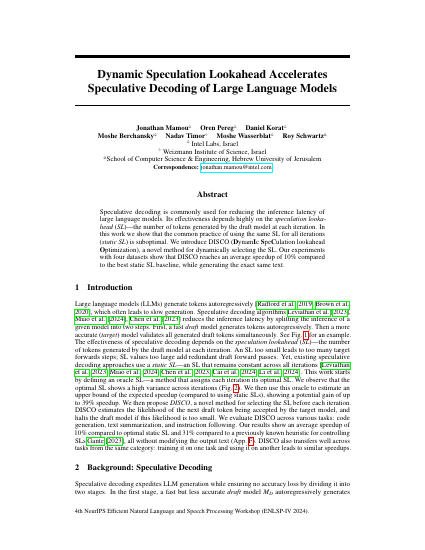 Dynamic Speculation Lookahead Accelerates
Speculative Decoding of Large Language Models
Jonathan Mamou Oren Pereg Daniel Korat
Moshe Berchansky Nadav Timor Moshe Wasserblat Roy Schwartz
Intel Labs, Israel
Weizmann Institute of Science, Israel
School of Computer Science & Engineering, Hebrew University of Jerusalem
Correspondence: jonathan.mamou@intel.com
Abstract
Speculative decoding is commonly used for reducing the inference latency of
large language models. Its effectiveness depends highly on the speculation looka-
head (SL)—the number of tokens generated by the draft model at each iteration. In
this work we show that the common practice of using the same SL for all iterations
(static SL) is suboptimal. We introduce DISCO (DynamIc SpeCulation lookahead
Optimization), a novel method for dynamically selecting the SL. Our experiments
with four datasets show that DISCO reaches an average speedup of 10% compared
to the best static SL baseline, while generating the exact same text.
1 Introduction
Large language models (LLMs) generate tokens autoregressively [Radford et al., 2019, Brown et al.,
2020], which often leads to slow generation. Speculative decoding algorithms [Leviathan et al., 2023,
Miao et al., 2024, Chen et al., 2023] reduces the inference latency by splitting the inference of a
given model into two steps. First, a fast draft model generates tokens autoregressively. Then a more
accurate (target) model validates all generated draft tokens simultaneously. See Fig. 1 for an example.
The effectiveness of speculative decoding depends on the speculation lookahead (SL)—the number
of tokens generated by the draft model at each iteration. An SL too small leads to too many target
forwards steps; SL values too large add redundant draft forward passes. Yet, existing speculative
decoding approaches use a static SL—an SL that remains constant across all iterations [Leviathan
et al., 2023, Miao et al., 2024, Chen et al., 2023, Cai et al., 2024, Li et al., 2024]. This work starts
by defining an oracle SL—a method that assigns each iteration its optimal SL. We observe that the
optimal SL shows a high variance across iterations (Fig. 2). We then use this oracle to estimate an
upper bound of the expected speedup (compared to using static SLs), showing a potential gain of up
to 39% speedup. We then propose DISCO, a novel method for selecting the SL before each iteration.
DISCO estimates the likelihood of the next draft token being accepted by the target model, and
halts the draft model if this likelihood is too small. We evaluate DISCO across various tasks: code
generation, text summarization, and instruction following. Our results show an average speedup of
10% compared to optimal static SL and 31% compared to a previously known heuristic for controlling
SLs [Gante, 2023], all without modifying the output text (App. F). DISCO also transfers well across
tasks from the same category: training it on one task and using it on another leads to similar speedups.
2 Background: Speculative Decoding
Speculative decoding expedites LLM generation while ensuring no accuracy loss by dividing it into
two stages. In the first stage, a fast but less accurate draft model M_D autoregressively generates
4th NeurIPS Efficient Natural Language and Speech Processing Workshop (ENLSP-IV 2024).